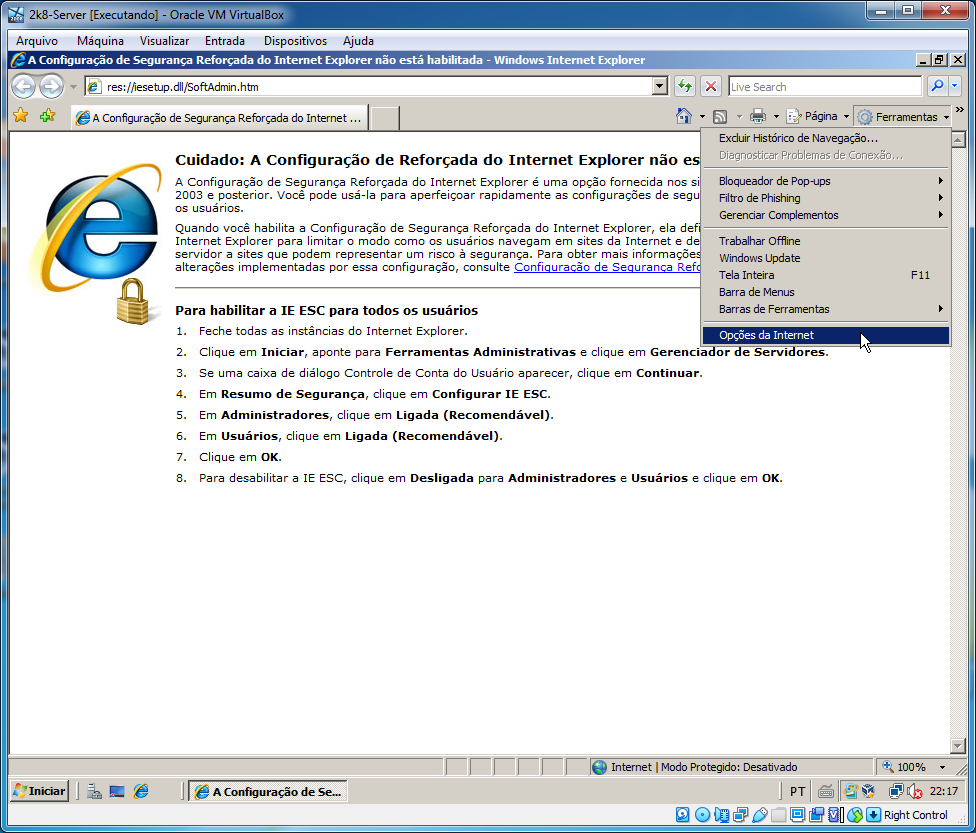 2k8-Server [Executando] - Oracle VM VirtualBox
Arquivo Máquina Visualizar Entrada Dispositivos Ajuda
A Configuração de Segurança Reforçada do Internet Explorer não está habilitada - Windows Internet Explorer
res://iesetup.dll/SoftAdmin.htm
Live Search
A Configuração de Segurança Reforçada do Internet ...
Página
Ferramentas
Excluir Histórico de Navegação...
Diagnosticar Problemas de Conexão...
Bloqueador de Pop-ups
Filtro de Phishing
Gerenciar Complementos
Trabalhar Offline
Windows Update
Tela Inteira F11
Barra de Menus
Barras de Ferramentas
Opções da Internet
Cuidado: A Configuração de Reforçada do Internet Explorer não es
A Configuração de Segurança Reforçada do Internet Explorer é uma opção fornecida nos si
2003 e posterior. Você pode usá-la para aperfeiçoar rapidamente as configurações de segu
os usuários.
Quando você habilita a Configuração de Segurança Reforçada do Internet Explorer, ela defi
Internet Explorer para limitar o modo como os usuários navegam em sites da Internet e de
servidor a sites que podem representar um risco à segurança. Para obter mais informações
alterações implementadas por essa configuração, consulte Configuração de Segurança Refo
Para habilitar a IE ESC para todos os usuários
1. Feche todas as instâncias do Internet Explorer.
2. Clique em Iniciar, aponte para Ferramentas Administrativas e clique em Gerenciador de Servidores.
3. Se uma caixa de diálogo Controle de Conta do Usuário aparecer, clique em Continuar.
4. Em Resumo de Segurança, clique em Configurar IE ESC.
5. Em Administradores, clique em Ligada (Recomendável).
6. Em Usuários, clique em Ligada (Recomendável).
7. Clique em OK.
8. Para desabilitar a IE ESC, clique em Desligada para Administradores e Usuários e clique em OK.
Internet | Modo Protegido: Desativado
100%
Iniciar
A Configuração de Se...
PT
22:17
Right Control